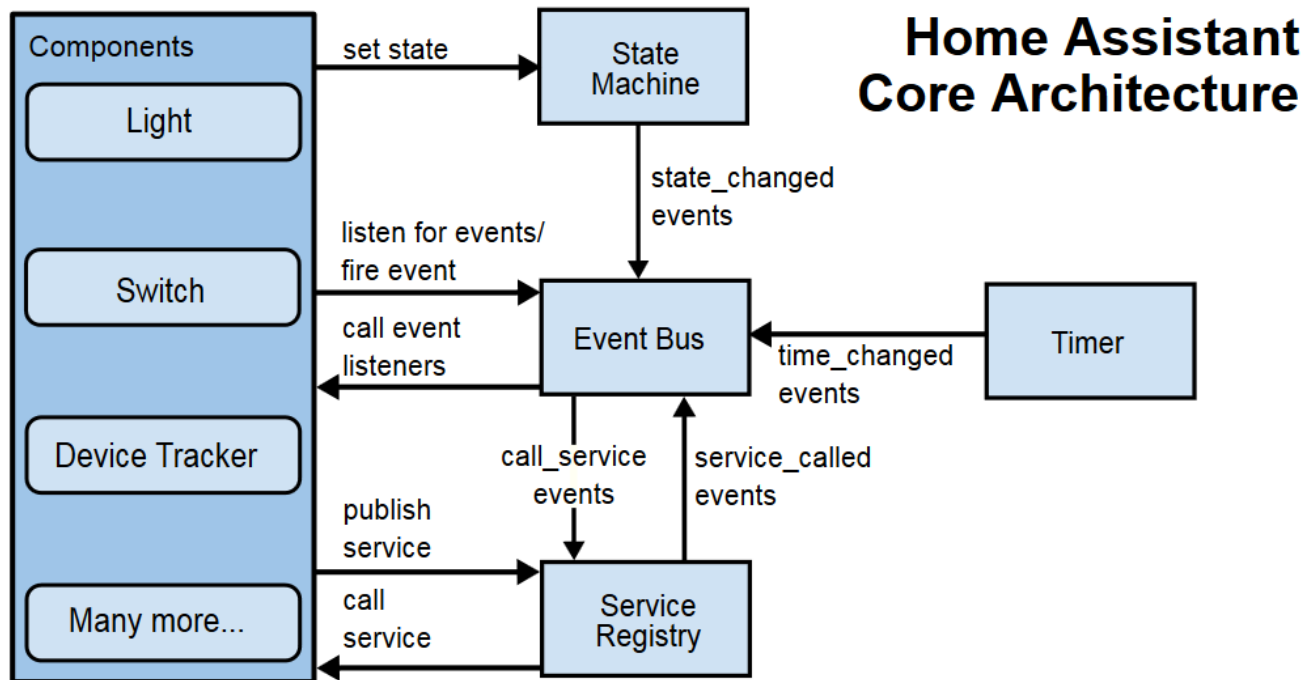 Home Assistant
Core Architecture
Components
Light
Switch
Device Tracker
Many more...
set state
State
Machine
state_changed
events
listen for events/
fire event
call event
listeners
Event Bus
time_changed
events
Timer
call_service
events
service_called
events
publish
service
call
service
Service
Registry